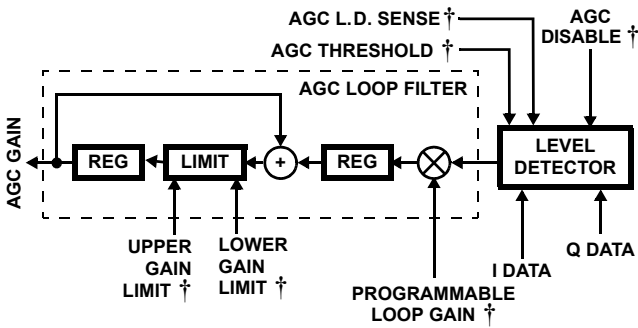 AGC L.D. SENSE †
AGC
DISABLE †
AGC THRESHOLD †
AGC LOOP FILTER
AGC GAIN
REG
LIMIT
+
REG
LEVEL
DETECTOR
UPPER
GAIN
LIMIT †
LOWER
GAIN
LIMIT †
PROGRAMMABLE
LOOP GAIN †
I DATA
Q DATA